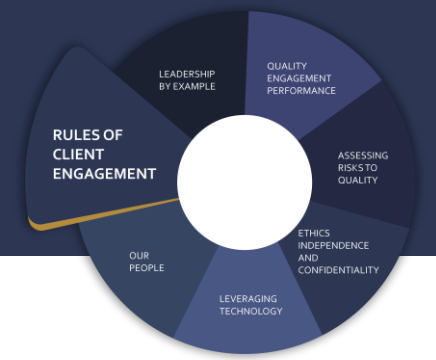 LEADERSHIP
BY EXAMPLE
QUALITY
ENGAGEMENT
PERFORMANCE
RULES OF
CLIENT
ENGAGEMENT
ASSESSING
RISKS TO
QUALITY
ETHICS
INDEPENDENCE
AND
CONFIDENTIALITY
OUR
PEOPLE
LEVERAGING
TECHNOLOGY